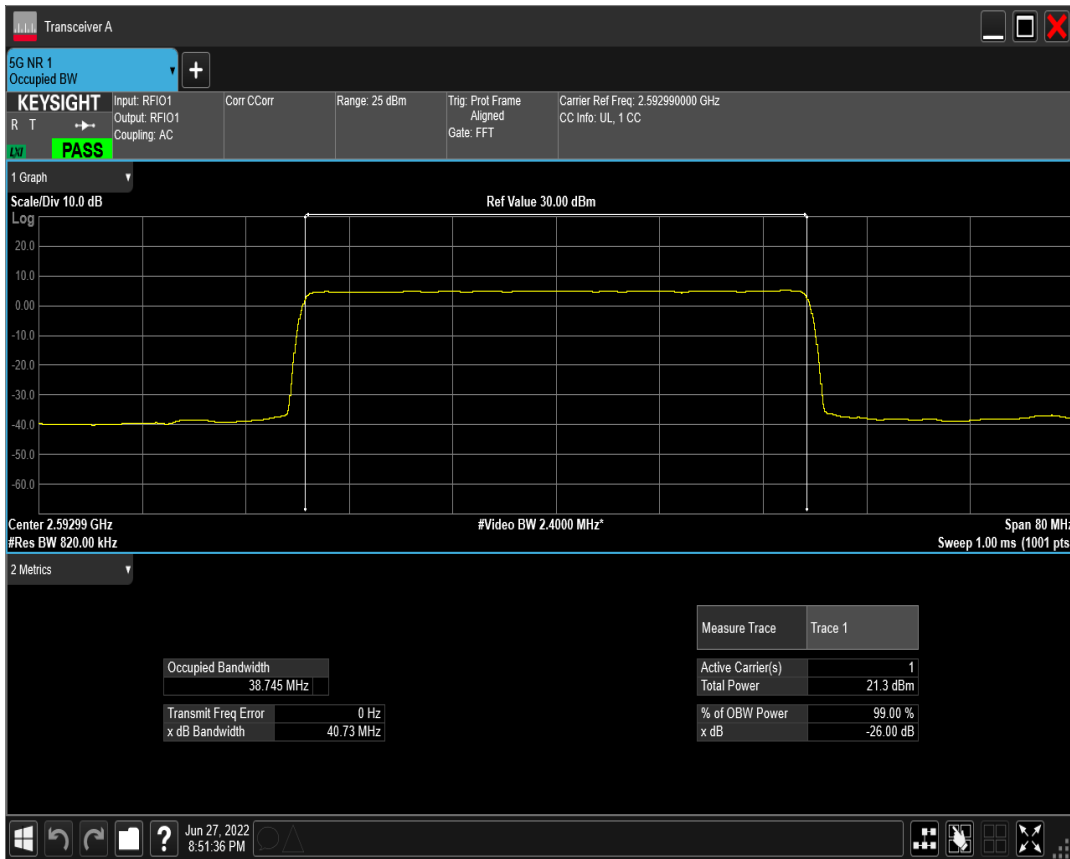 Transceiver A
5G NR 1
Occupied BW
+
KEYSIGHT
R T
LXI
PASS
Input: RFIO1
Output: RFIO1
Coupling: AC
Corr CCorr
Range: 25 dBm
Trig: Prot Frame
Aligned
Gate: FFT
Carrier Ref Freq: 2.592990000 GHz
CC Info: UL, 1 CC
1 Graph
Scale/Div 10.0 dB
Ref Value 30.00 dBm
Log
20.0
10.0
0.00
-10.0
-20.0
-30.0
-40.0
-50.0
-60.0
Center 2.59299 GHz
#Video BW 2.4000 MHz*
Span 80 MHz
#Res BW 820.00 kHz
Sweep 1.00 ms (1001 pts
2 Metrics
Measure Trace Trace 1
Occupied Bandwidth
38.745 MHz
Active Carrier(s) 1
Total Power 21.3 dBm
Transmit Freq Error 0 Hz
x dB Bandwidth 40.73 MHz
% of OBW Power 99.00 %
x dB -26.00 dB
?
Jun 27, 2022
8:51:36 PM